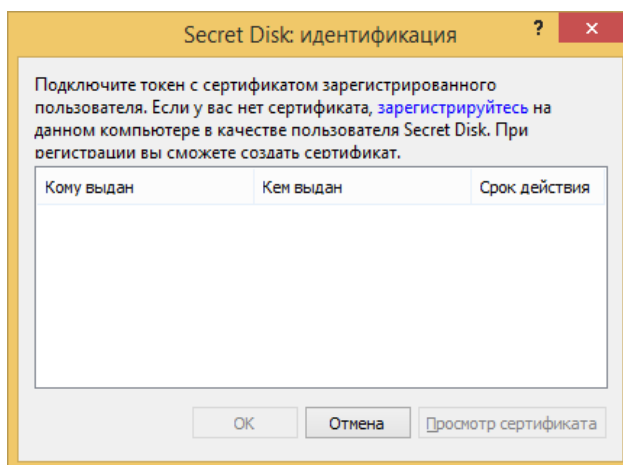 Secret Disk: идентификация
?
×
Подключите токен с сертификатом зарегистрированного
пользователя. Если у вас нет сертификата, зарегистрируйтесь на
данном компьютере в качестве пользователя Secret Disk. При
регистрации вы сможете создать сертификат.
Кому выдан Кем выдан Срок действия
ОК Отмена Просмотр сертификата